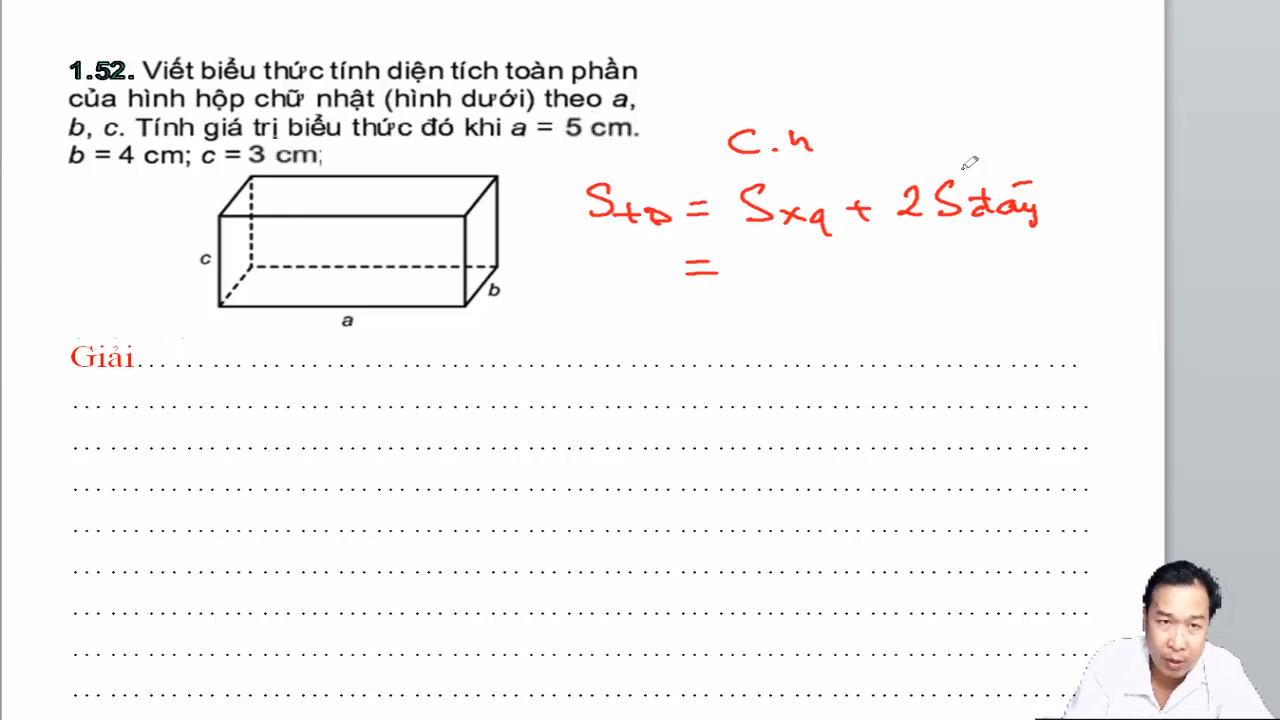 1.52. Viết biểu thức tính diện tích toàn phần
của hình hộp chữ nhật (hình dưới) theo a,
b, c. Tính giá trị biểu thức đó khi a = 5 cm.
b = 4 cm; c = 3 cm;
C.h
Stp = Sxq + 2Sđáy
=
c
b
a
Giải..............................